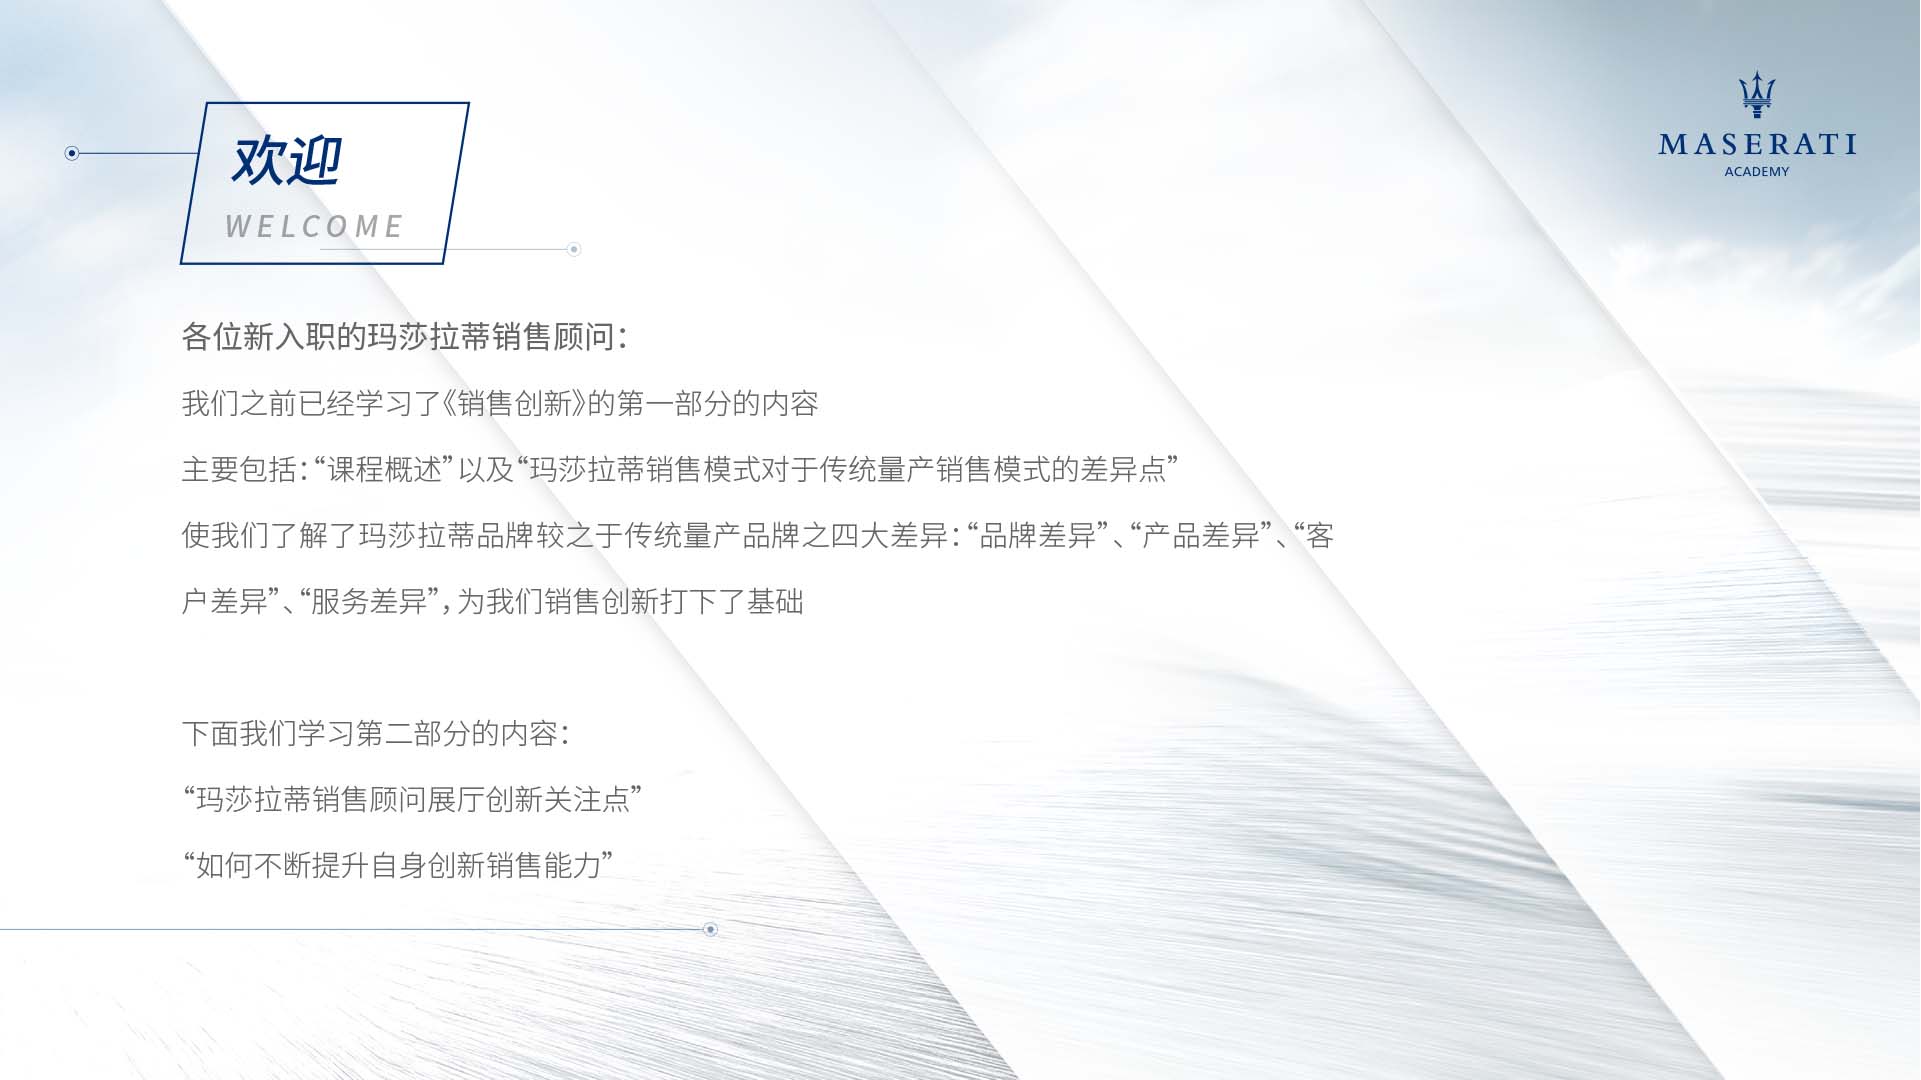 欢迎
WELCOME
MASERATI
ACADEMY
各位新入职的玛莎拉蒂销售顾问：
我们之前已经学习了《销售创新》的第一部分的内容
主要包括：“课程概述”以及“玛莎拉蒂销售模式对于传统量产销售模式的差异点”
使我们了解了玛莎拉蒂品牌较之于传统量产品牌之四大差异：“品牌差异”、“产品差异”、“客
户差异”、“服务差异”，为我们销售创新打下了基础
下面我们学习第二部分的内容：
“玛莎拉蒂销售顾问展厅创新关注点”
“如何不断提升自身创新销售能力”